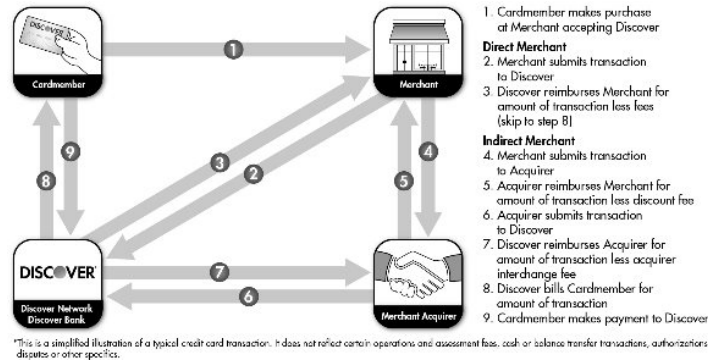 DISCOVER
Cardmember
1
Merchant
1. Cardmember makes purchase
at Merchant accepting Discover
Direct Merchant
2. Merchant submits transaction
to Discover
3. Discover reimburses Merchant for
amount of transaction less fees
(skip to step 8)
Indirect Merchant
4. Merchant submits transaction
to Acquirer
5. Acquirer reimburses Merchant for
amount of transaction less discount fee
6. Acquirer submits transaction
to Discover
7. Discover reimburses Acquirer for
amount of transaction less acquirer
interchange fee
8. Discover bills Cardmember for
amount of transaction
9. Cardmember makes payment to Discover
9
8
3
2
4
5
DISCOVER
Discover Network
Discover Bank
7
6
Merchant Acquirer
*This is a simplified illustration of a typical credit card transaction. It does not reflect certain operations and assessment fees, cash or balance transfer transactions, authorizations
disputes or other specifics.